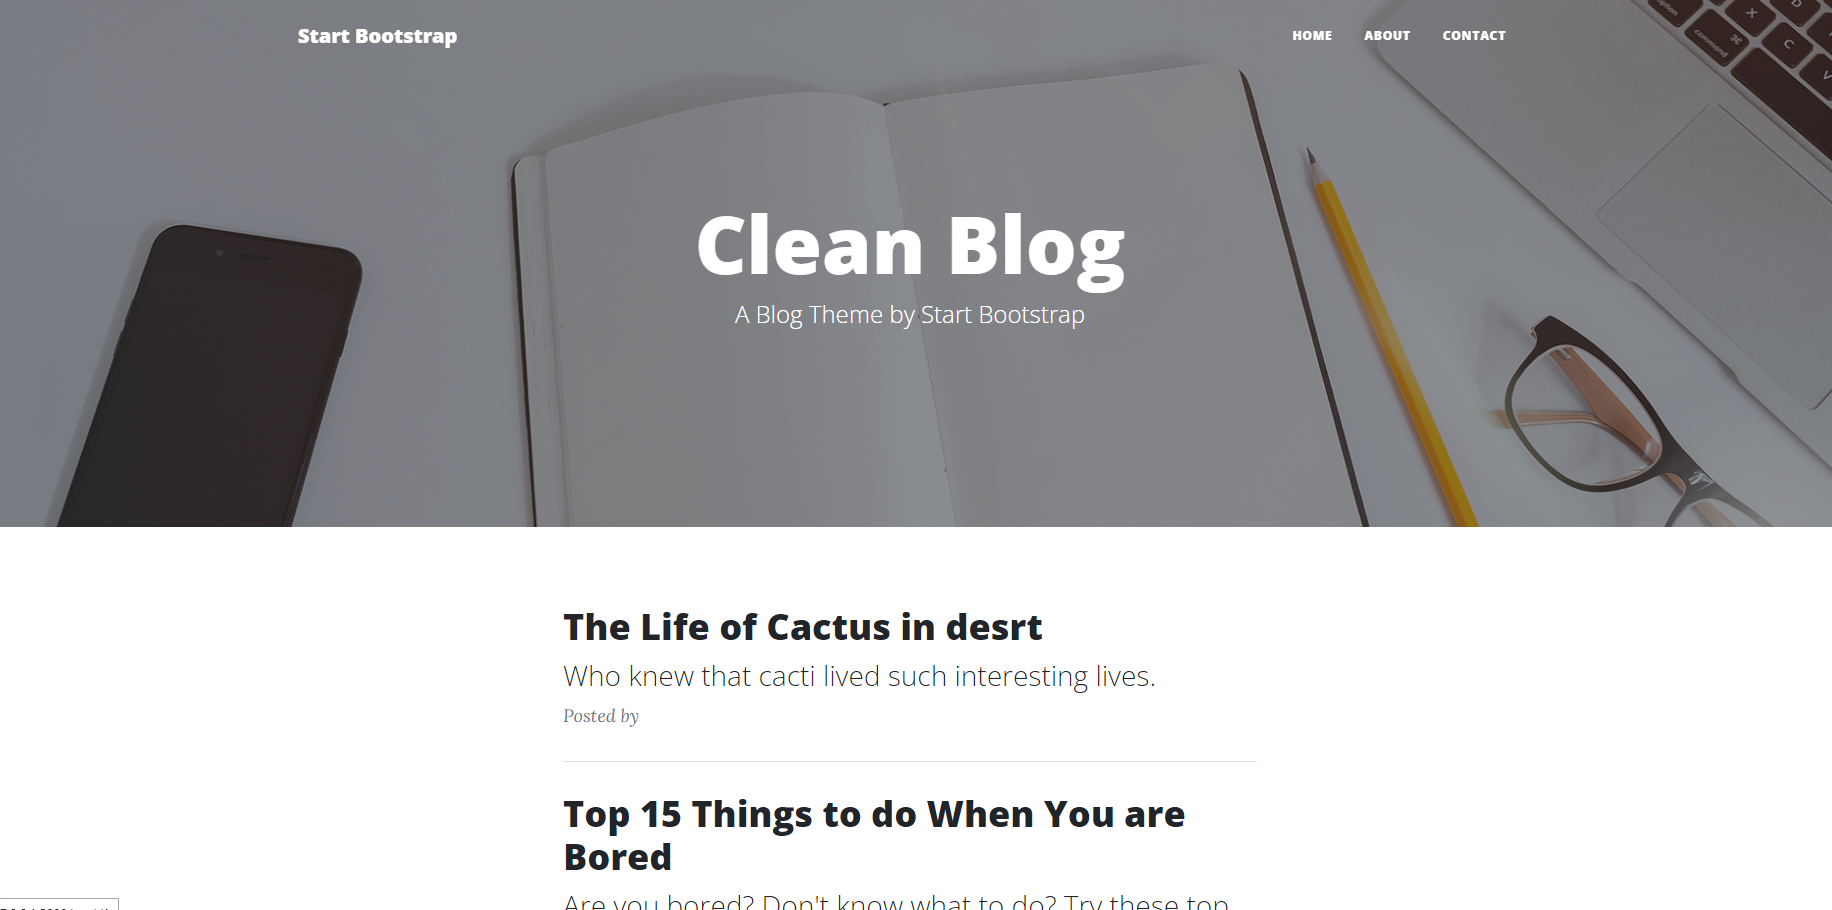 Start Bootstrap
HOME ABOUT CONTACT
option
command
X
D
C
V
Clean Blog
A Blog Theme by Start Bootstrap
The Life of Cactus in desrt
Who knew that cacti lived such interesting lives.
Posted by
Top 15 Things to do When You are
Bored
Are you bored? Don't know what to do? Try these top